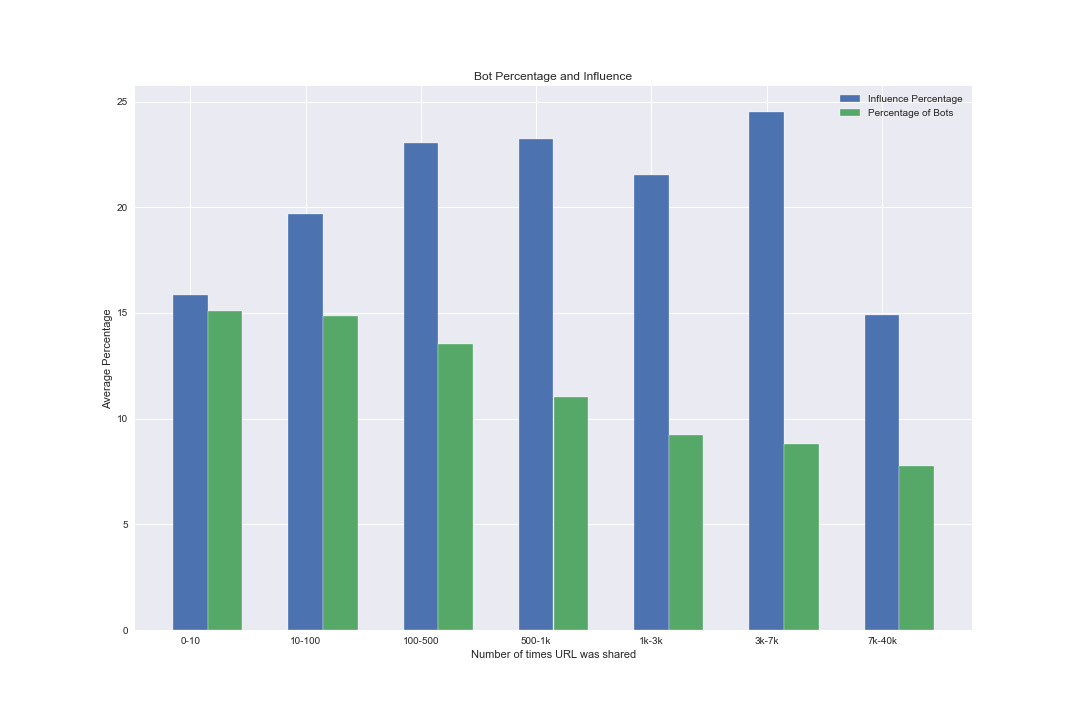 Bot Percentage and Influence
Influence Percentage
Percentage of Bots
25
20
15
10
5
0
Average Percentage
0-10 10-100 100-500 500-1k 1k-3k 3k-7k 7k-40k
Number of times URL was shared